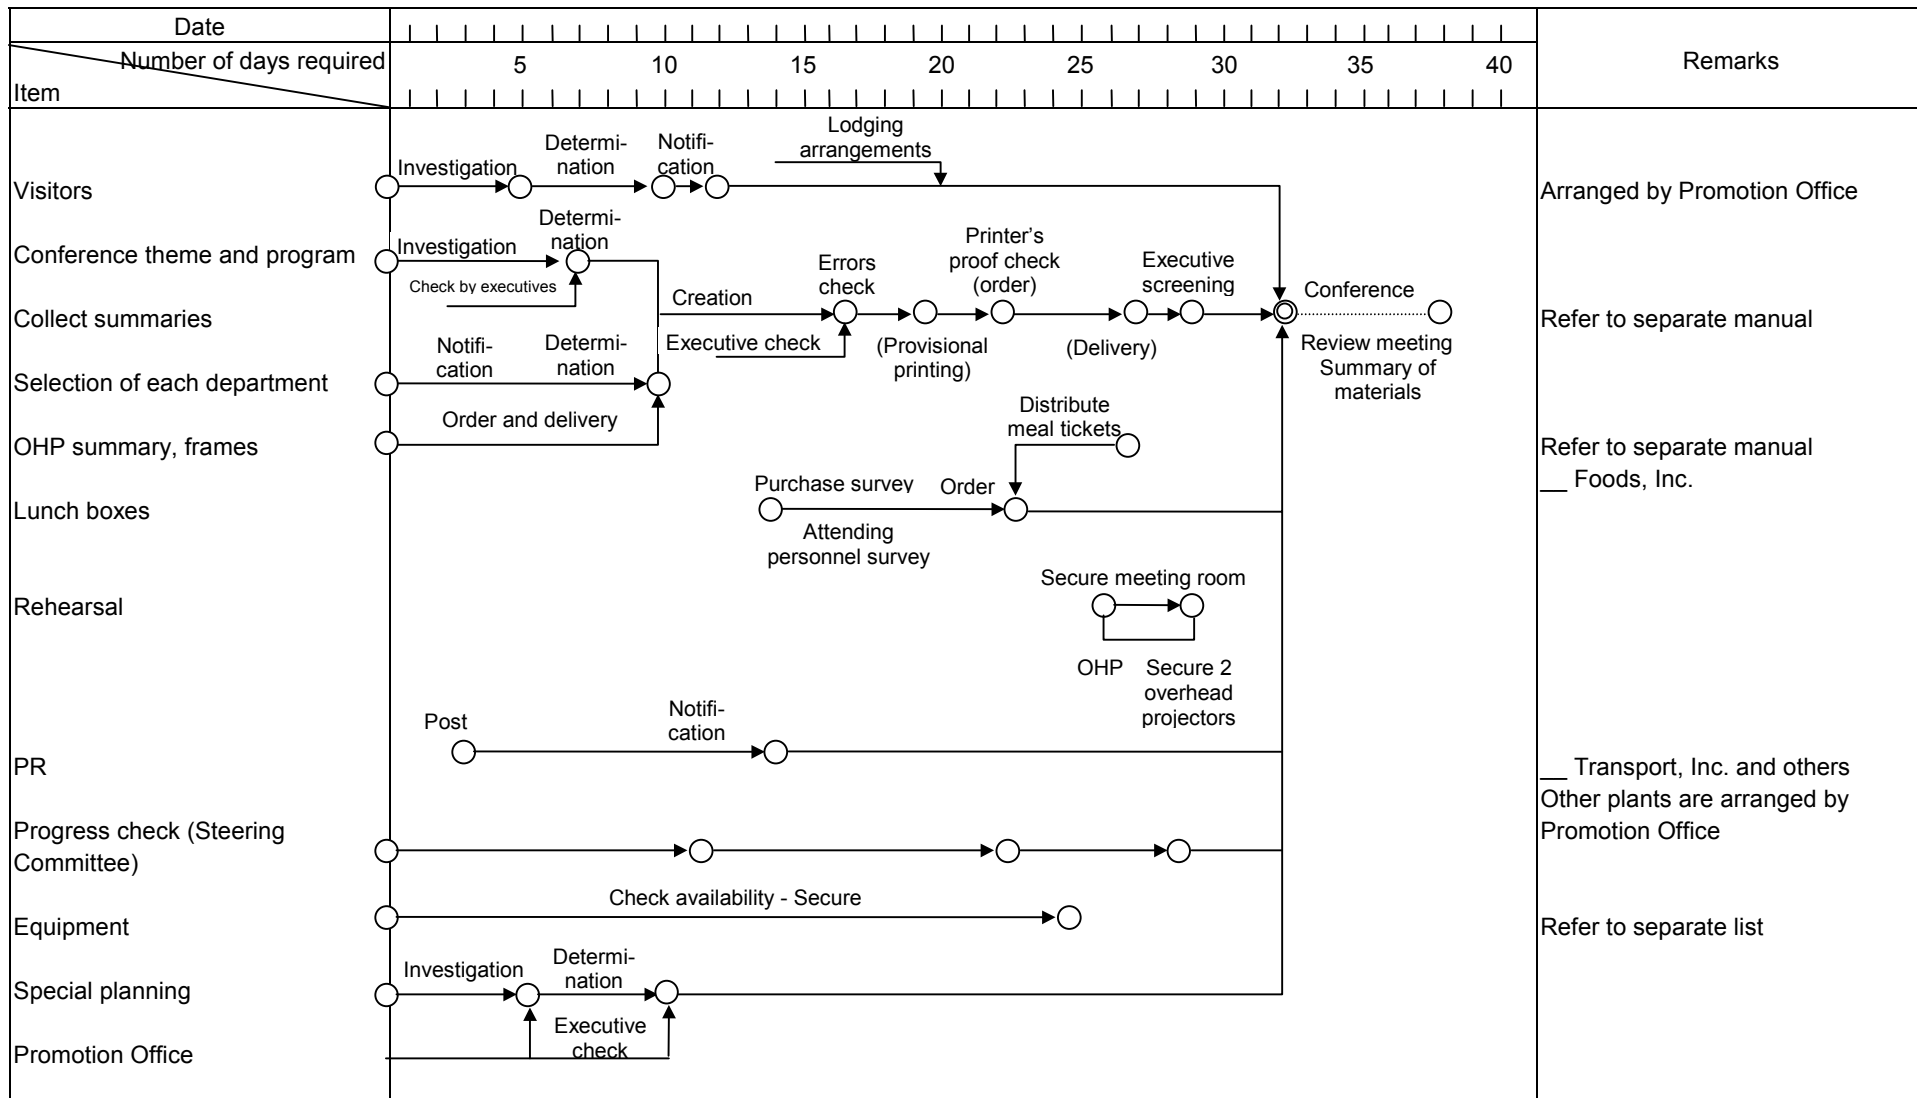 Date
Number of days required
5 10 15 20 25 30 35 40
Remarks
Item
Lodging
arrangements
Determi-
nation
Notifi-
cation
Investigation
Visitors
Arranged by Promotion Office
Determi-
nation
Investigation
Conference theme and program
Check by executives
Printer's
proof check
(order)
Errors
check
Executive
screening
Creation
Conference
Collect summaries
Refer to separate manual
Executive check
(Provisional
printing)
(Delivery)
Review meeting
Summary of
materials
Notifi-
cation
Determi-
nation
Selection of each department
Order and delivery
Distribute
meal tickets
OHP summary, frames
Refer to separate manual
__ Foods, Inc.
Purchase survey
Order
Lunch boxes
Attending
personnel survey
Secure meeting room
Rehearsal
OHP
Secure 2
overhead
projectors
Post
Notifi-
cation
PR
__ Transport, Inc. and others
Other plants are arranged by
Promotion Office
Progress check (Steering
Committee)
Check availability - Secure
Equipment
Refer to separate list
Investigation
Determi-
nation
Special planning
Executive
check
Promotion Office